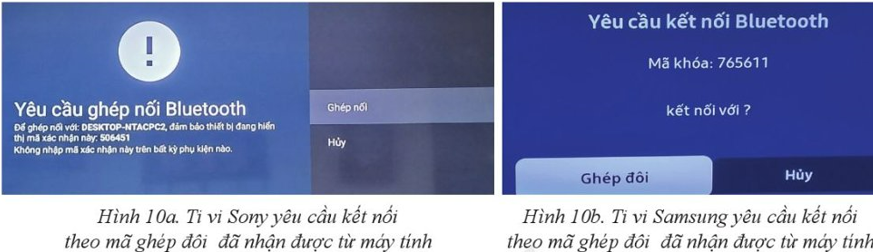 Yêu cầu ghép nối Bluetooth
Để ghép nối với: DESKTOP-NTACPC2, đảm bảo thiết bị đang hiển
thị mã xác nhận này: 506451
Không nhập mã xác nhận này trên bất kỳ phụ kiện nào.
Ghép nối
Hủy
Yêu cầu kết nối Bluetooth
Mã khóa: 765611
kết nối với ?
Ghép đôi
Hủy
Hình 10a. Ti vi Sony yêu cầu kết nối
theo mã ghép đôi đã nhận được từ máy tính
Hình 10b. Ti vi Samsung yêu cầu kết nối
theo mã ghép đôi đã nhận được từ máy tính